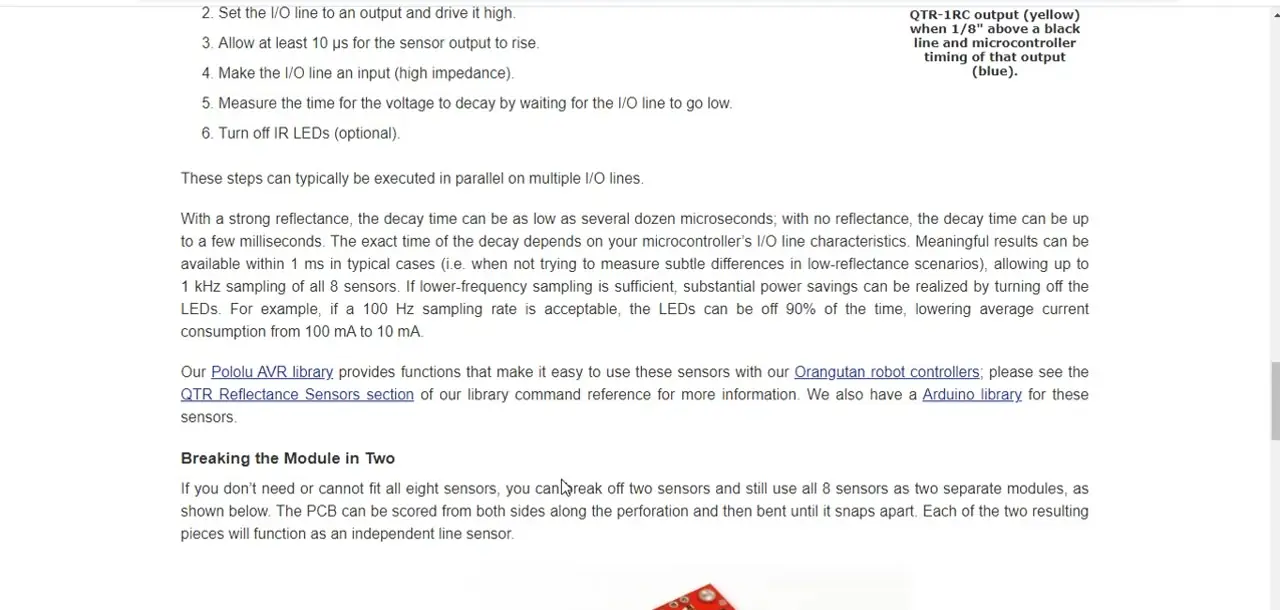 2. Set the I/O line to an output and drive it high.
3. Allow at least 10 μs for the sensor output to rise.
4. Make the I/O line an input (high impedance).
5. Measure the time for the voltage to decay by waiting for the I/O line to go low.
6. Turn off IR LEDs (optional).
QTR-1RC output (yellow)
when 1/8" above a black
line and microcontroller
timing of that output
(blue).
These steps can typically be executed in parallel on multiple I/O lines.
With a strong reflectance, the decay time can be as low as several dozen microseconds; with no reflectance, the decay time can be up
to a few milliseconds. The exact time of the decay depends on your microcontroller’s I/O line characteristics. Meaningful results can be
available within 1 ms in typical cases (i.e. when not trying to measure subtle differences in low-reflectance scenarios), allowing up to
1 kHz sampling of all 8 sensors. If lower-frequency sampling is sufficient, substantial power savings can be realized by turning off the
LEDs. For example, if a 100 Hz sampling rate is acceptable, the LEDs can be off 90% of the time, lowering average current
consumption from 100 mA to 10 mA.
Our Pololu AVR library provides functions that make it easy to use these sensors with our Orangutan robot controllers; please see the
QTR Reflectance Sensors section of our library command reference for more information. We also have a Arduino library for these
sensors.
Breaking the Module in Two
If you don’t need or cannot fit all eight sensors, you can break off two sensors and still use all 8 sensors as two separate modules, as
shown below. The PCB can be scored from both sides along the perforation and then bent until it snaps apart. Each of the two resulting
pieces will function as an independent line sensor.